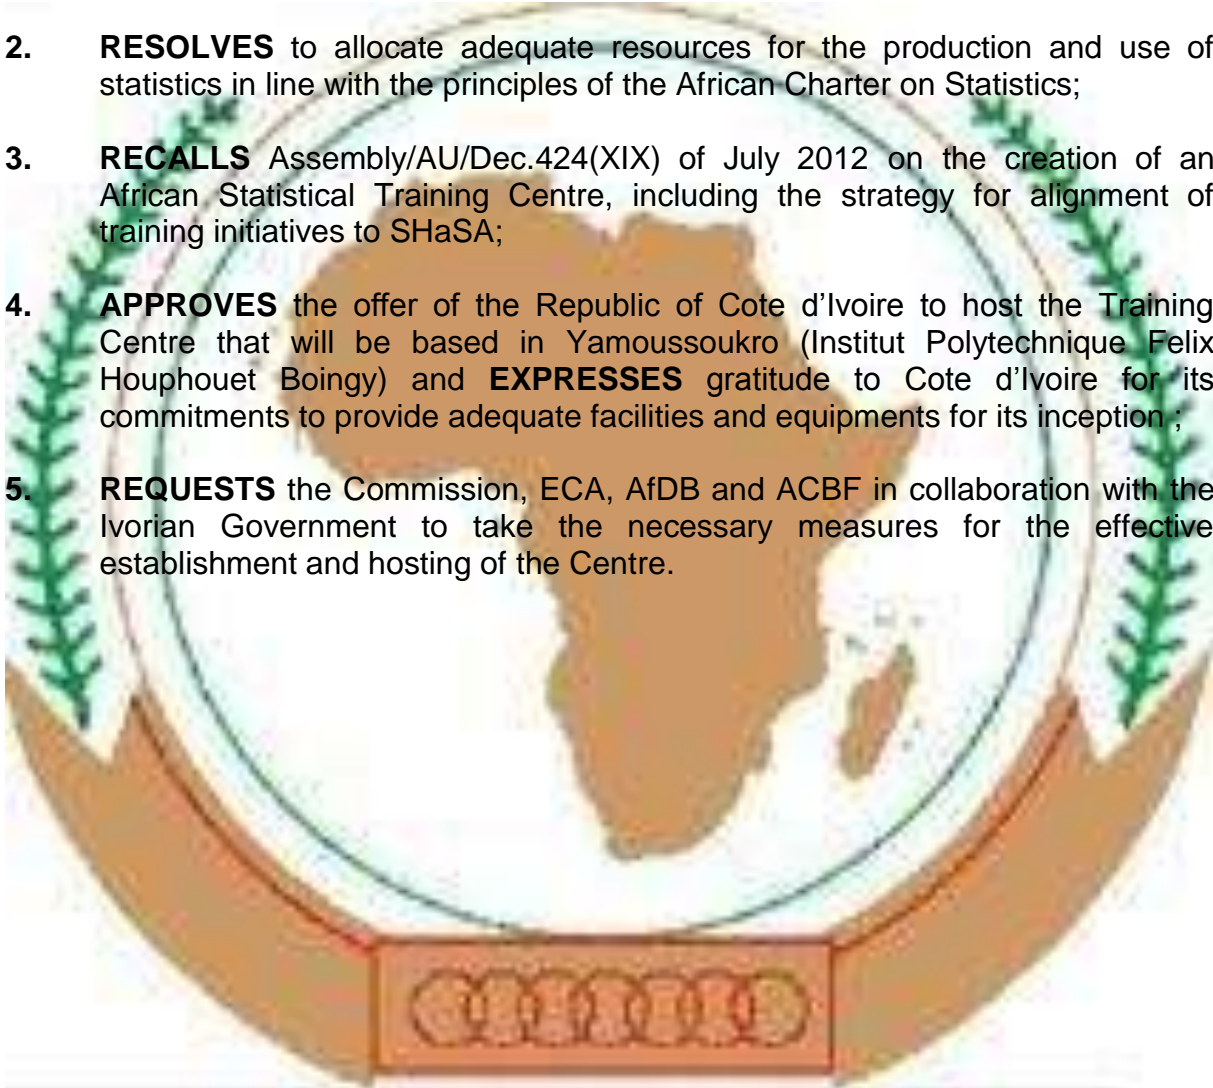 2. RESOLVES to allocate adequate resources for the production and use of
statistics in line with the principles of the African Charter on Statistics;
3. RECALLS Assembly/AU/Dec.424(XIX) of July 2012 on the creation of an
African Statistical Training Centre, including the strategy for alignment of
training initiatives to SHaSA;
4. APPROVES the offer of the Republic of Cote d’Ivoire to host the Training
Centre that will be based in Yamoussoukro (Institut Polytechnique Felix
Houphouet Boingy) and EXPRESSES gratitude to Cote d’Ivoire for its
commitments to provide adequate facilities and equipments for its inception ;
5. REQUESTS the Commission, ECA, AfDB and ACBF in collaboration with the
Ivorian Government to take the necessary measures for the effective
establishment and hosting of the Centre.